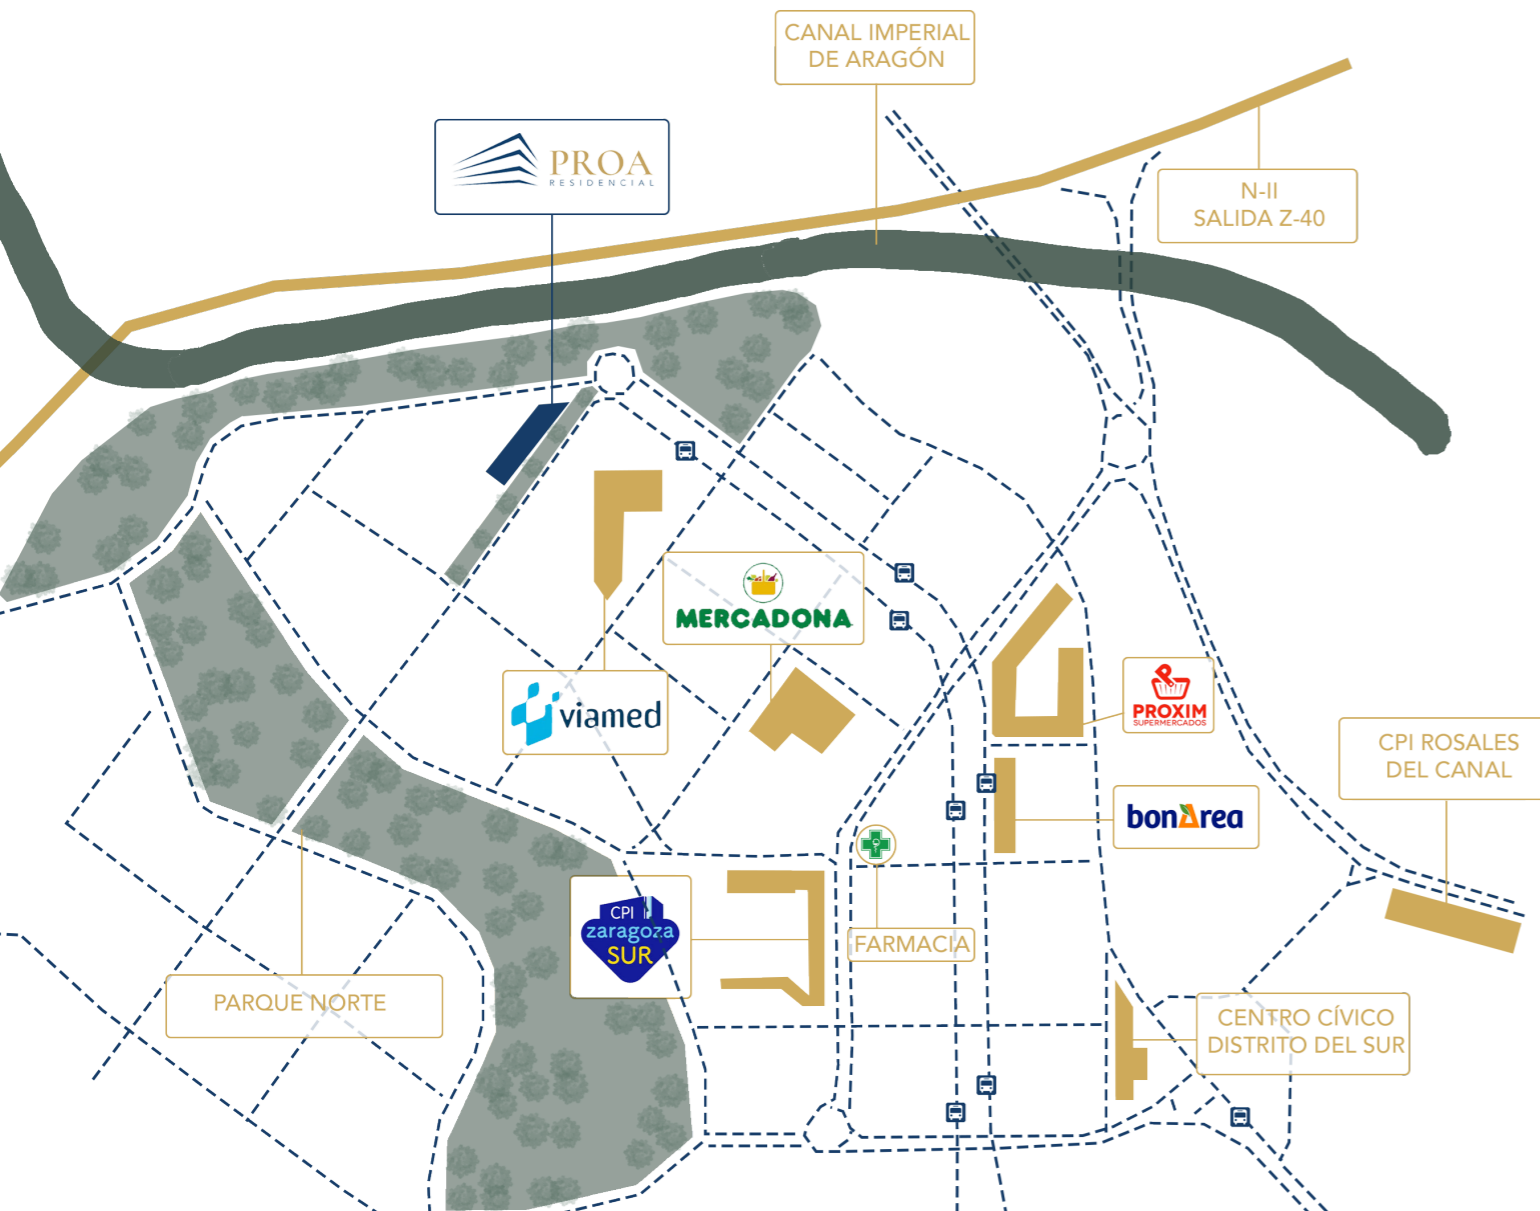 CANAL IMPERIAL
DE ARAGÓN
PROA
RESIDENCIAL
N-II
SALIDA Z-40
MERCADONA
viamed
PROXIM
SUPERMERCADOS
CPI ROSALES
DEL CANAL
bonÀrea
CPI
zaragoza
SUR
FARMACIA
PARQUE NORTE
CENTRO CÍVICO
DISTRITO DEL SUR